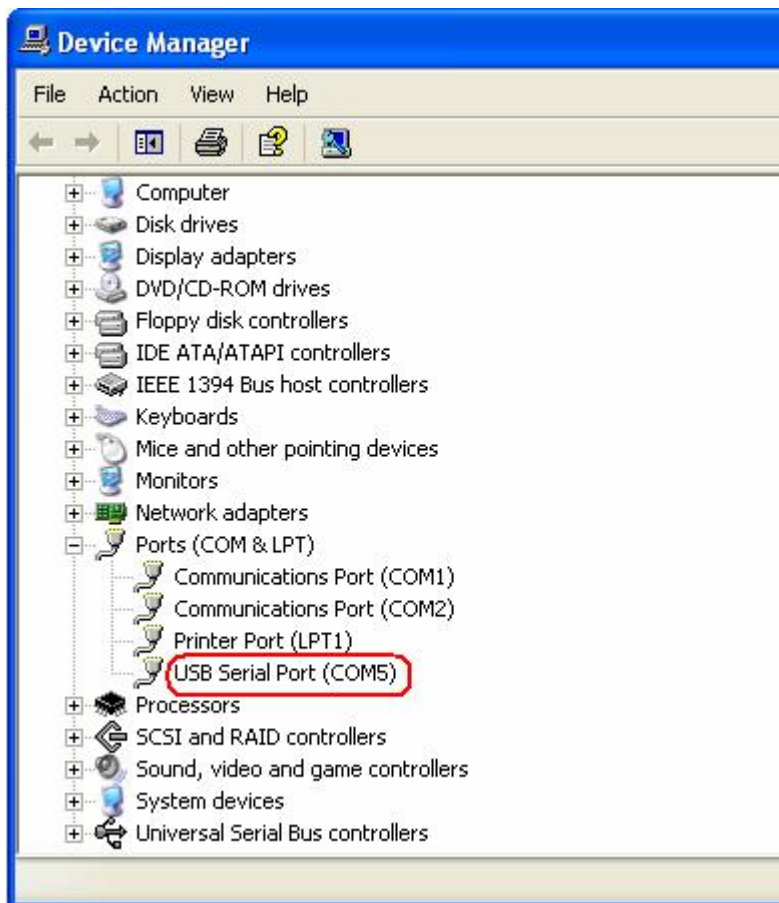 Device Manager
File Action View Help
Computer
Disk drives
Display adapters
DVD/CD-ROM drives
Floppy disk controllers
IDE ATA/ATAPI controllers
IEEE 1394 Bus host controllers
Keyboards
Mice and other pointing devices
Monitors
Network adapters
Ports (COM & LPT)
Communications Port (COM1)
Communications Port (COM2)
Printer Port (LPT1)
USB Serial Port (COM5)
Processors
SCSI and RAID controllers
Sound, video and game controllers
System devices
Universal Serial Bus controllers